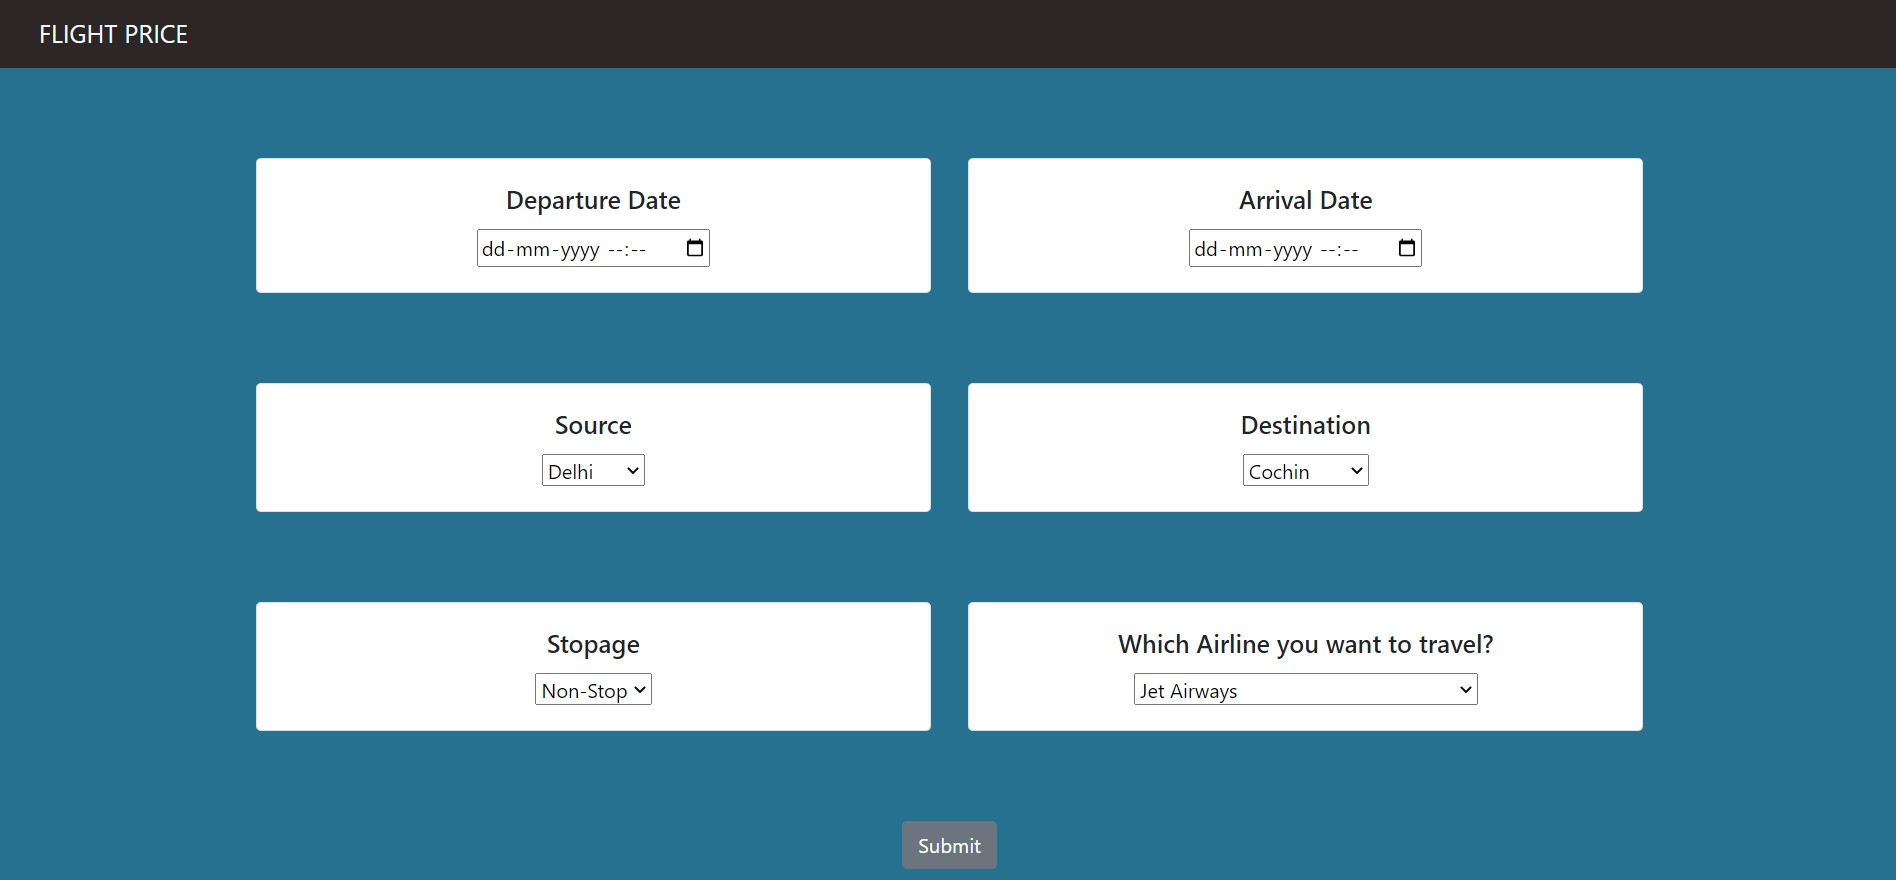 FLIGHT PRICE
Departure Date
dd-mm-yyyy --:--
Arrival Date
dd-mm-yyyy --:--
Source
Delhi
Destination
Cochin
Stopage
Non-Stop
Which Airline you want to travel?
Jet Airways
Submit